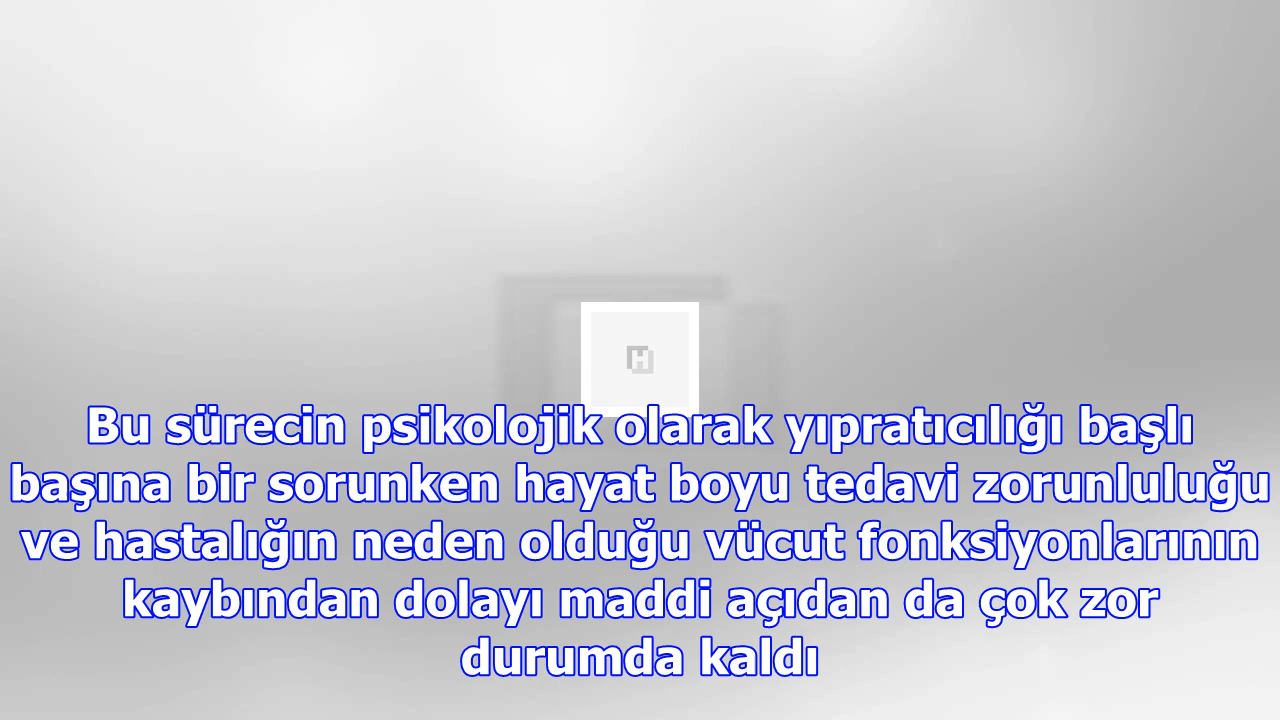 H
Bu sürecin psikolojik olarak yıpratıcılığı başlı
başına bir sorunken hayat boyu tedavi zorunluluğu
ve hastalığın neden olduğu vücut fonksiyonlarının
kaybından dolayı maddi açıdan da çok zor
durumda kaldı